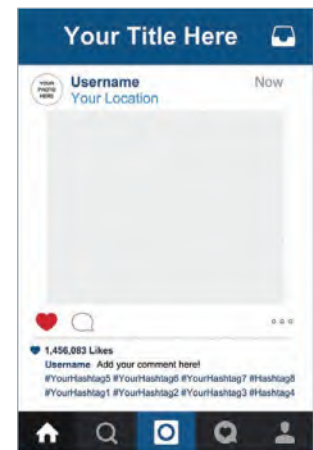 Your Title Here
YOUR
PHOTO
HERE
Username
Now
Your Location
1,456,083 Likes
Username Add your comment here!
#YourHashtag5 #YourHashtag6 #YourHashtag7 #Hashtag8
#YourHashtag1 #YourHashtag2 #YourHashtag3 #Hashtag4